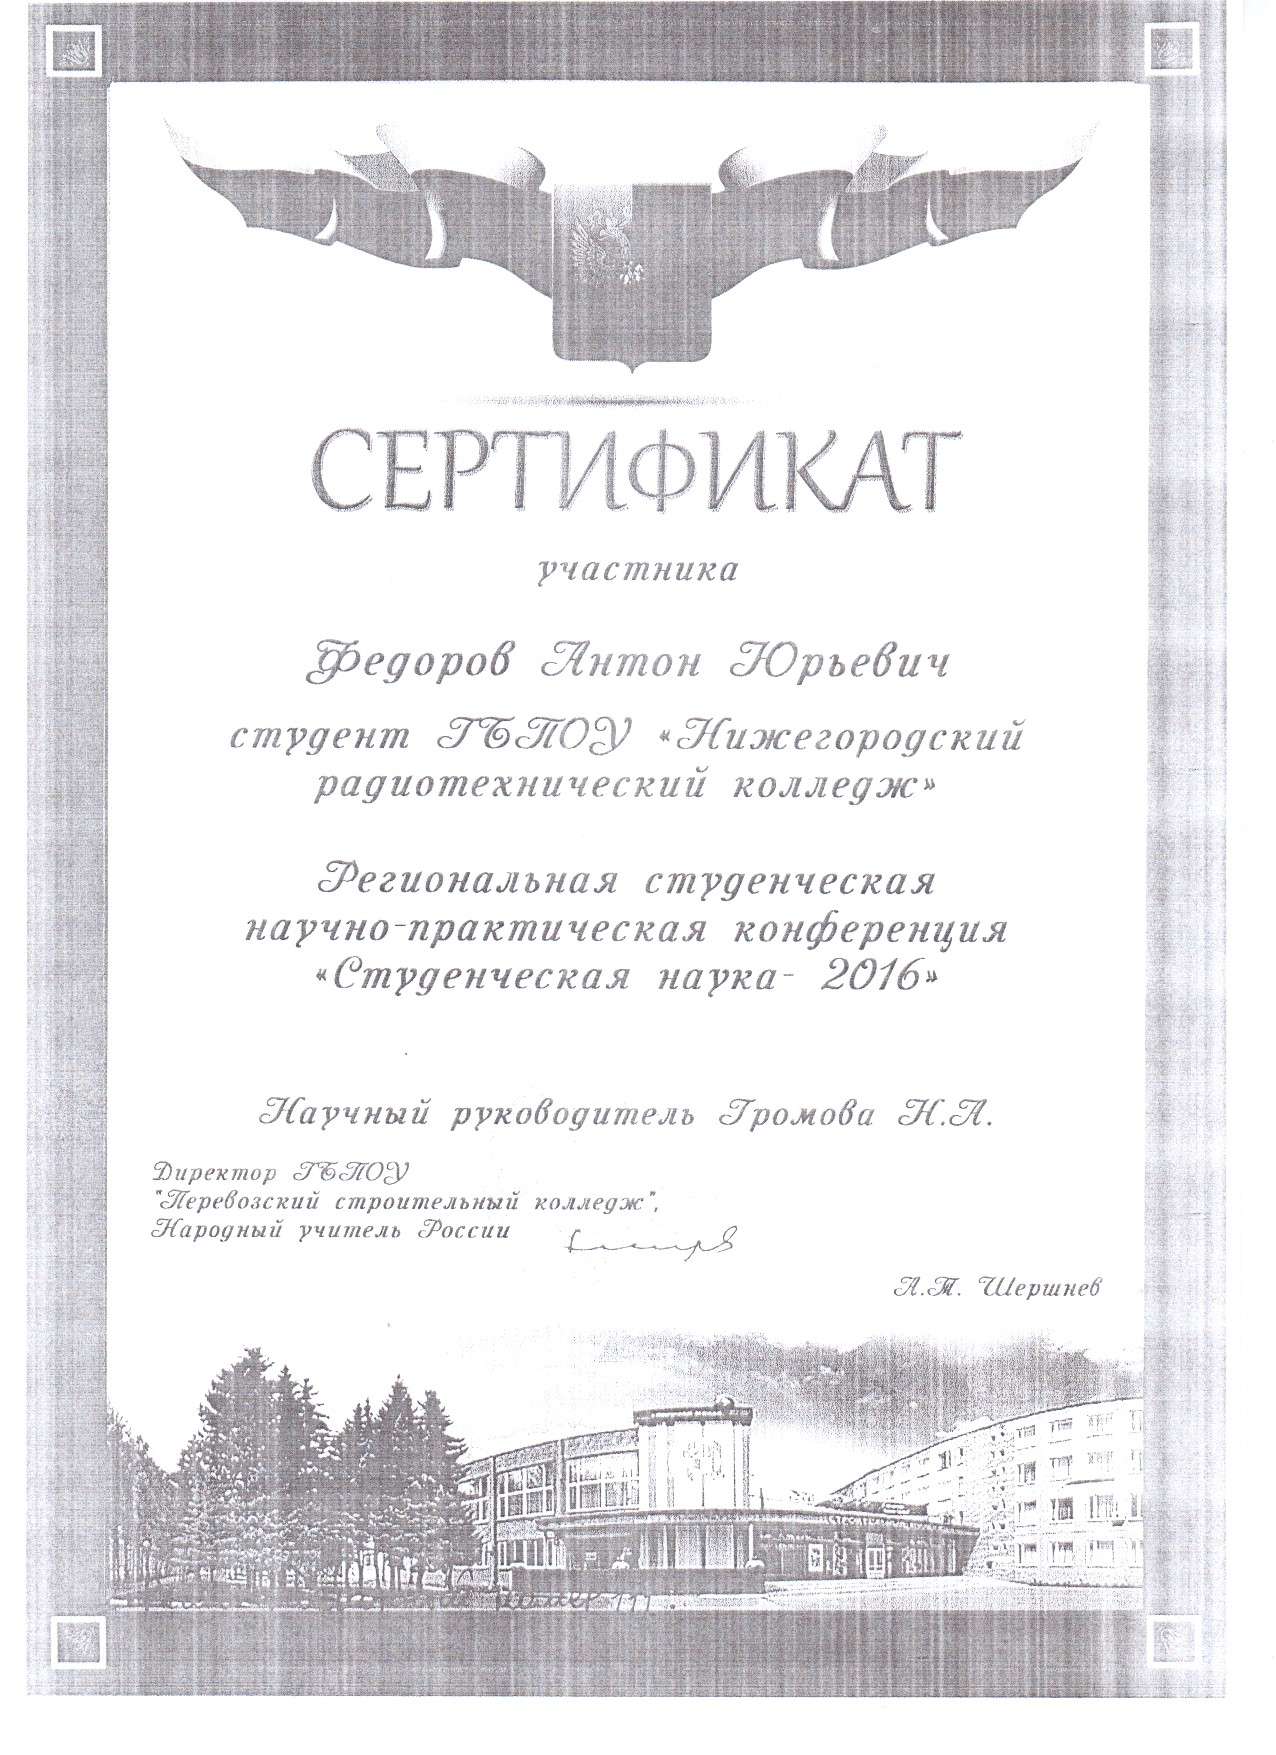 СЕРТИФИКАТ
участника
Федоров Антон Юрьевич
студент ГБПОУ «Нижегородский
радиотехнический колледж»
Региональная студенческая
научно-практическая конференция
«Студенческая наука- 2016»
Научный руководитель Громова Н.А.
Директор ГБПОУ
"Перевозский строительный колледж",
Народный учитель России
А.Т. Шершнев